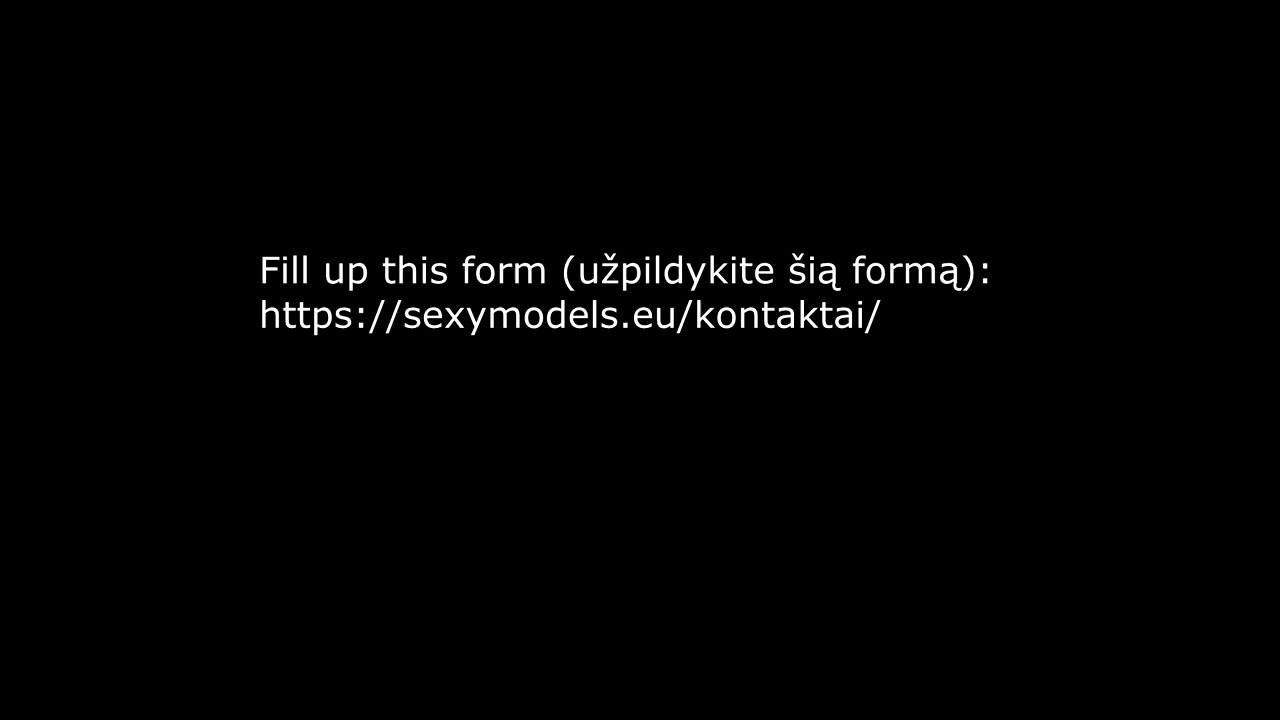 Fill up this form (užpildykite šią formą):
https://sexymodels.eu/kontaktai/